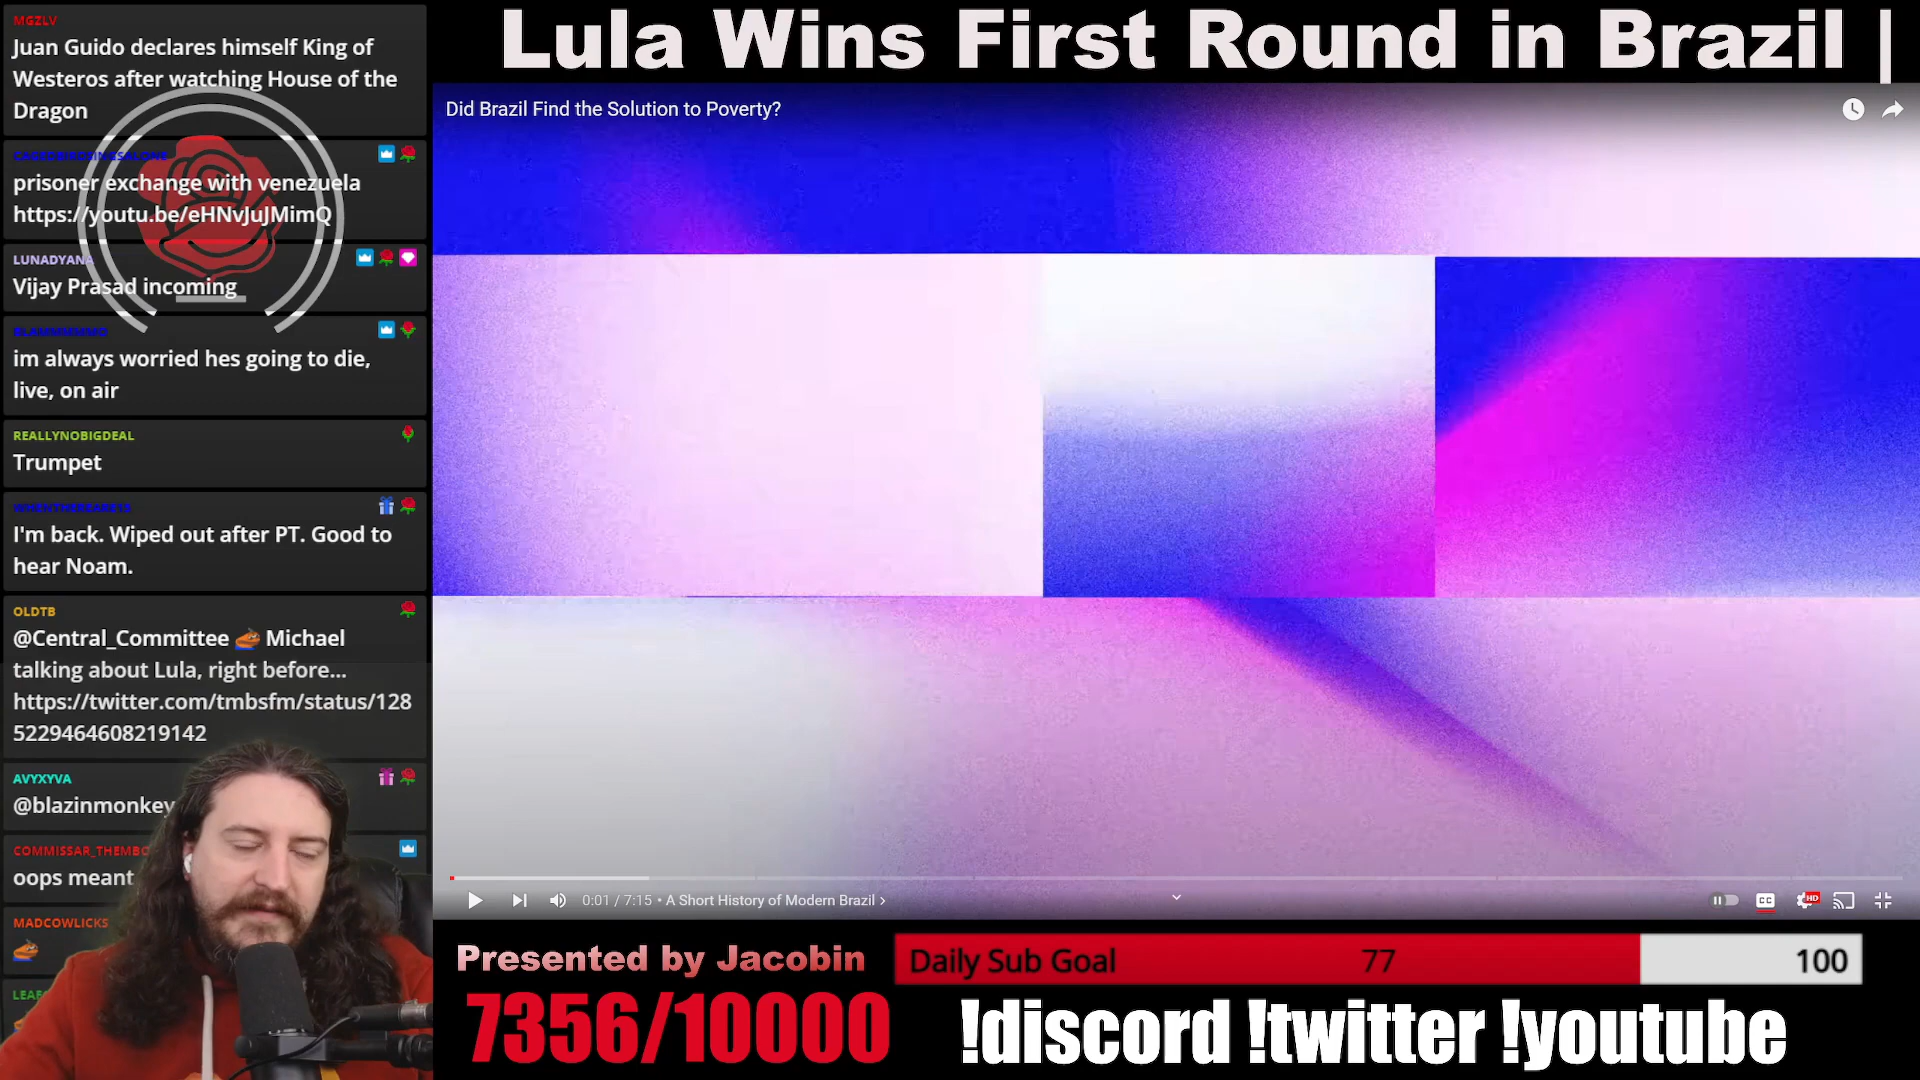 MGZLV
Juan Guido declares himself King of
Westeros after watching House of the
Dragon
prisoner exchange with venezuela
https://youtu.be/eHNvJuJMimQ
LUNADYANA
Vijay Prasad incoming
im always worried hes going to die,
live, on air
REALLYNOBIGDEAL
Trumpet
I'm back. Wiped out after PT. Good to
hear Noam.
OLDTB
@Central_Committee Michael
talking about Lula, right before...
https://twitter.com/tmbsfm/status/128
5229464608219142
AVYXYVA
@blazinmonkey
COMMISSAR_THEMBO
oops meant
MADCOWLICKS
Lula Wins First Round in Brazil |
Did Brazil Find the Solution to Poverty?
0:01 / 7:15 • A Short History of Modern Brazil
CC
HD
Presented by Jacobin
Daily Sub Goal 77 100
7356/10000
!discord !twitter !youtube